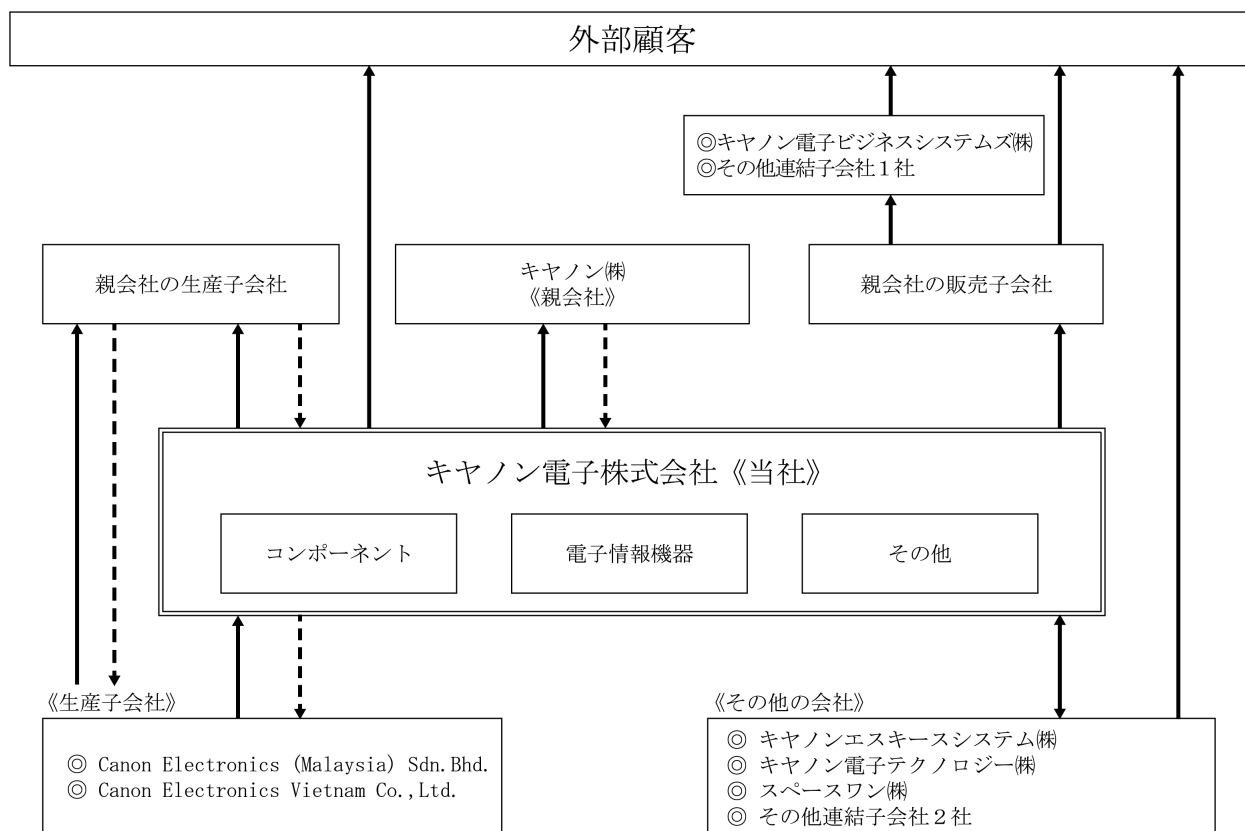 外部顧客
◎キヤノン電子ビジネスシステムズ㈱
◎その他連結子会社１社
親会社の生産子会社
キヤノン㈱
《親会社》
親会社の販売子会社
キヤノン電子株式会社《当社》
コンポーネント
電子情報機器
その他
《生産子会社》
◎ Canon Electronics (Malaysia) Sdn.Bhd.
◎ Canon Electronics Vietnam Co.,Ltd.
《その他の会社》
◎ キヤノンエスキースシステム㈱
◎ キヤノン電子テクノロジー㈱
◎ スペースワン㈱
◎ その他連結子会社２社